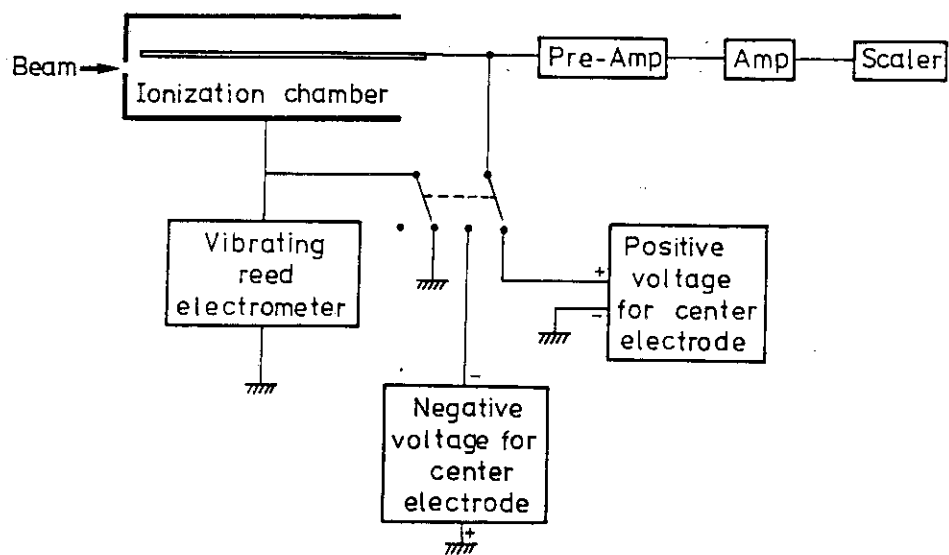 Beam
Ionization chamber
Pre-Amp
Amp
Scaler
Vibrating
reed
electrometer
+
Positive
voltage
for center
electrode
-
-
Negative
voltage for
center
electrode
+